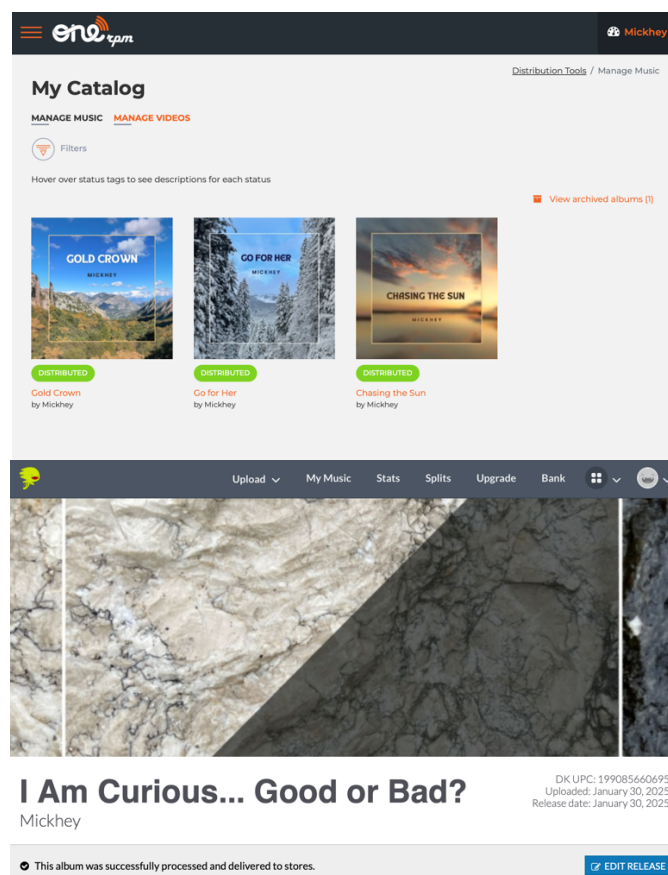 one rpm
Mickhey
Distribution Tools / Manage Music
My Catalog
MANAGE MUSIC MANAGE VIDEOS
Filters
Hover over status tags to see descriptions for each status
View archived albums (1)
GOLD CROWN
MICKHEY
GO FOR HER
MICKHEY
CHASING THE SUN
MICKHEY
DISTRIBUTED DISTRIBUTED DISTRIBUTED
Gold Crown Go for Her Chasing the Sun
by Mickhey by Mickhey by Mickhey
Upload My Music Stats Splits Upgrade Bank
I Am Curious... Good or Bad?
Mickhey
DK UPC: 199085660695
Uploaded: January 30, 2025
Release date: January 30, 2025
This album was successfully processed and delivered to stores.
EDIT RELEASE